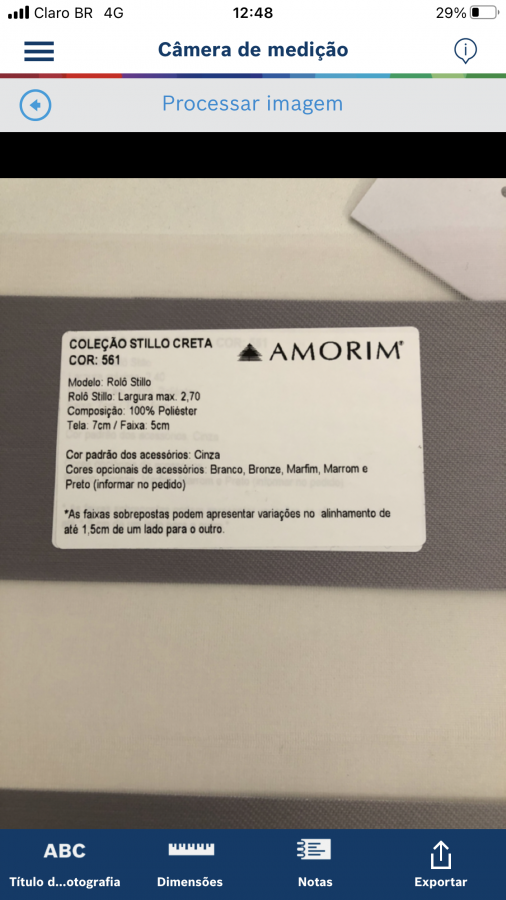 Claro BR 4G 12:48 29%
Câmera de medição
Processar imagem
COLEÇÃO STILLO CRETA
COR: 561
AMORIM®
Modelo: Rolô Stillo
Rolô Stillo: Largura max. 2,70
Composição: 100% Poliéster
Tela: 7cm / Faixa: 5cm
Cor padrão dos acessórios: Cinza
Cores opcionais de acessórios: Branco, Bronze, Marfim, Marrom e
Preto (informar no pedido)
*As faixas sobrepostas podem apresentar variações no alinhamento de
até 1,5cm de um lado para o outro.
ABC
Título d...otografia Dimensões Notas Exportar